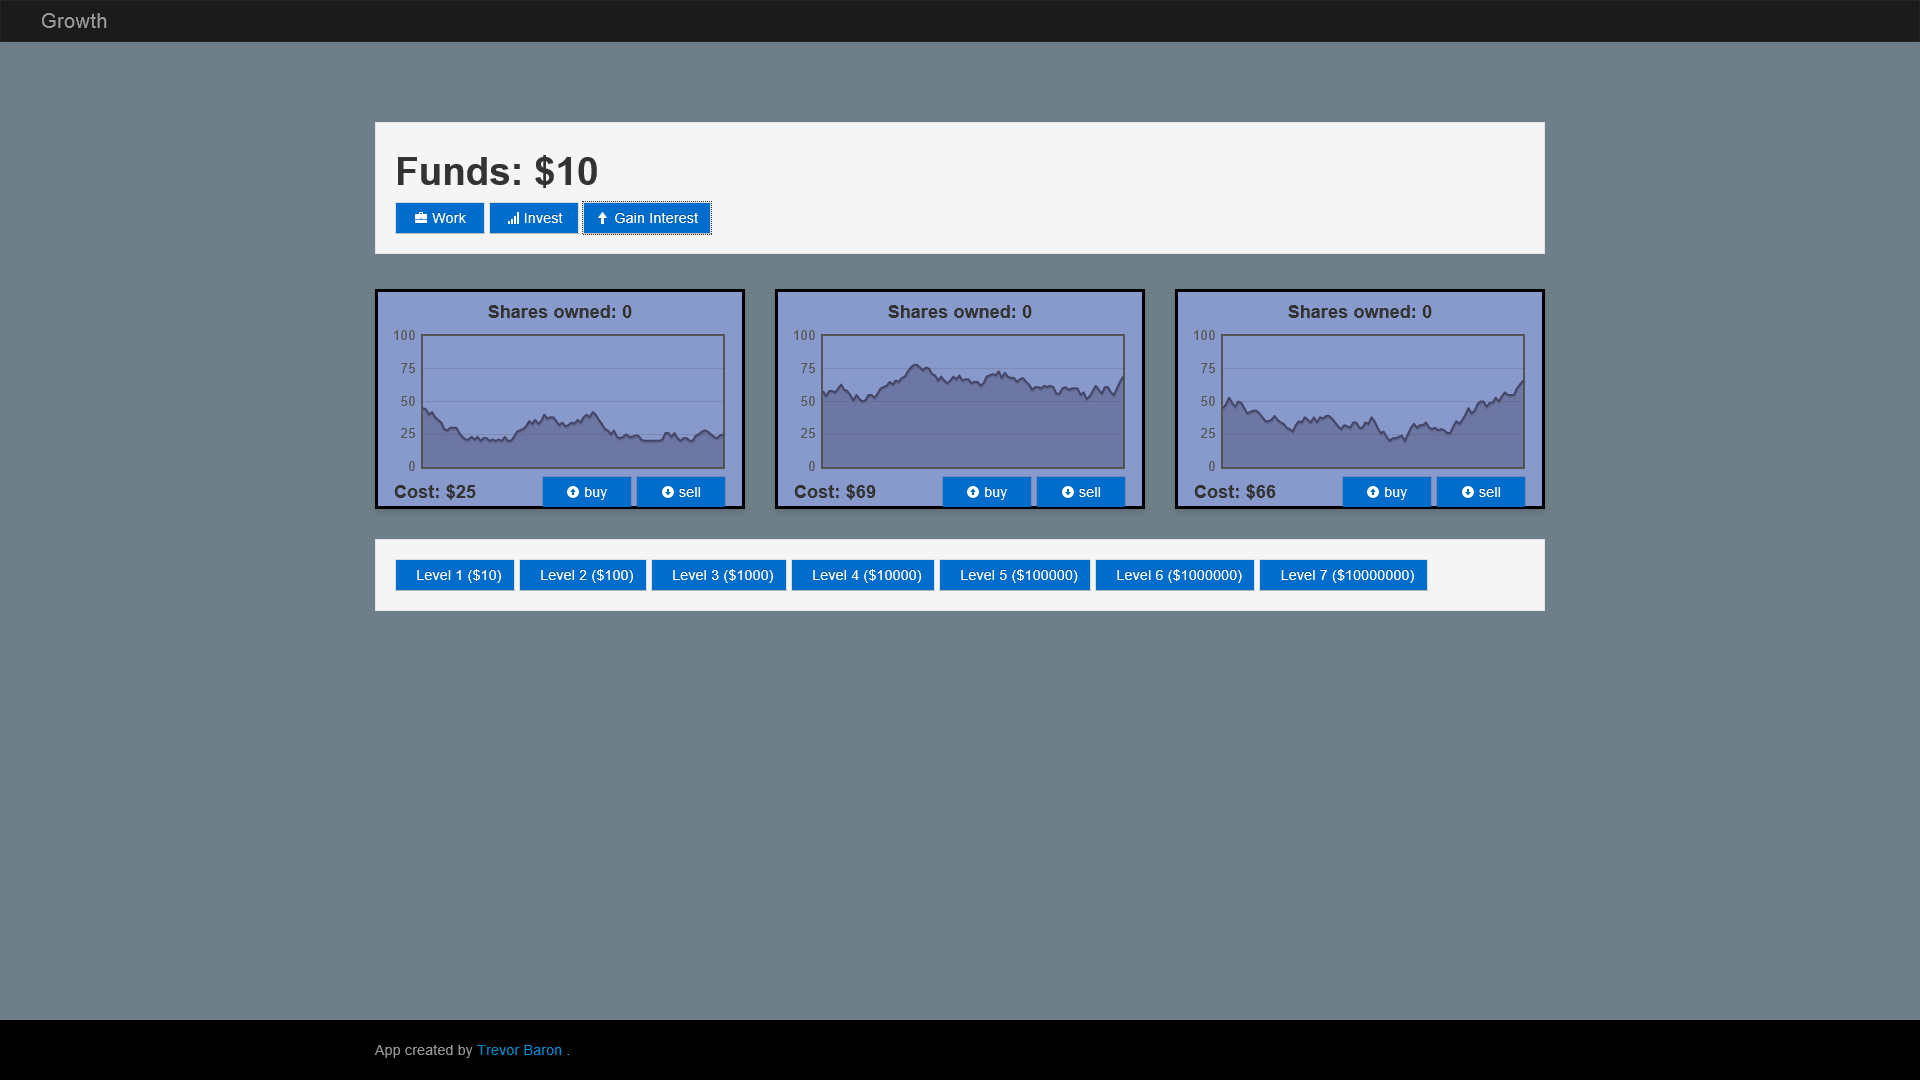 Growth
Funds: $10
Work Invest Gain Interest
Shares owned: 0
100
75
50
25
0
Cost: $25 buy sell
Shares owned: 0
100
75
50
25
0
Cost: $69 buy sell
Shares owned: 0
100
75
50
25
0
Cost: $66 buy sell
Level 1 ($10) Level 2 ($100) Level 3 ($1000) Level 4 ($10000) Level 5 ($100000) Level 6 ($1000000) Level 7 ($10000000)
App created by Trevor Baron .